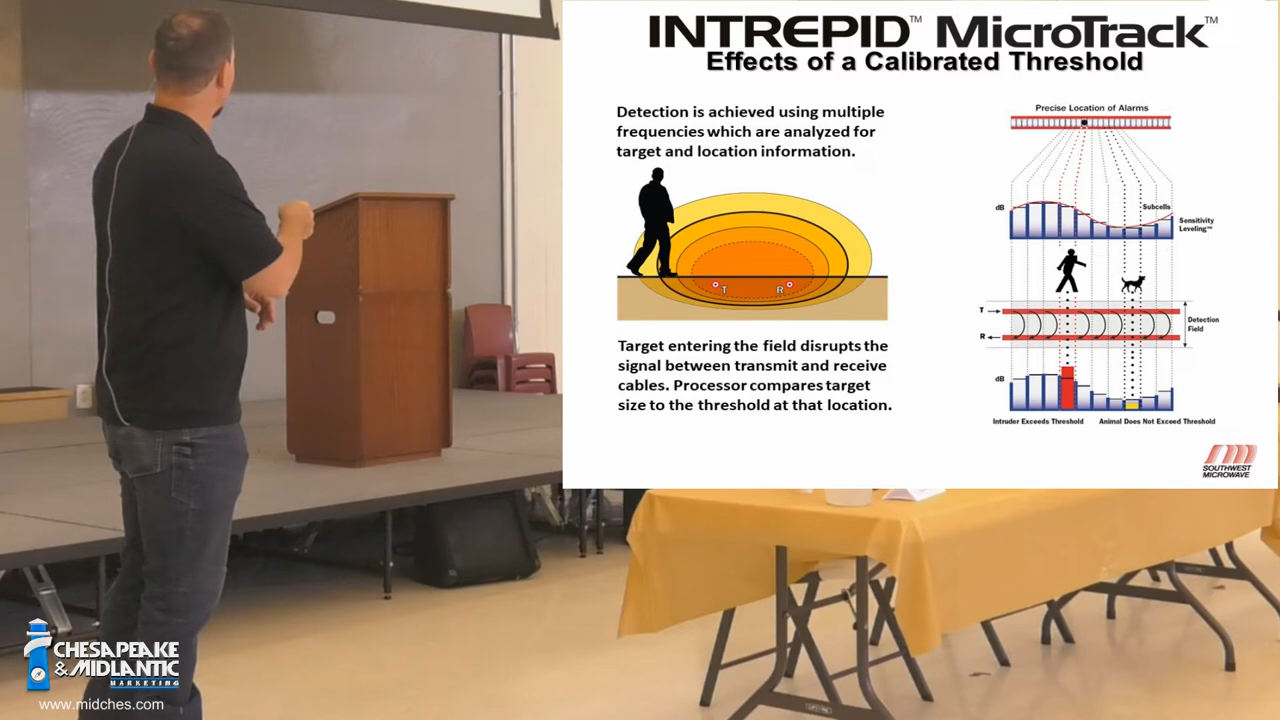 INTREPID™ MicroTrack™
Effects of a Calibrated Threshold
Detection is achieved using multiple
frequencies which are analyzed for
target and location information.
T
R
Target entering the field disrupts the
signal between transmit and receive
cables. Processor compares target
size to the threshold at that location.
Precise Location of Alarms
dB
Subcells
Sensitivity
Leveling™
T
R
Detection
Field
dB
Intruder Exceeds Threshold
Animal Does Not Exceed Threshold
SOUTHWEST
MICROWAVE
CHESAPEAKE
& MIDLANTIC
MARKETING
www.midches.com